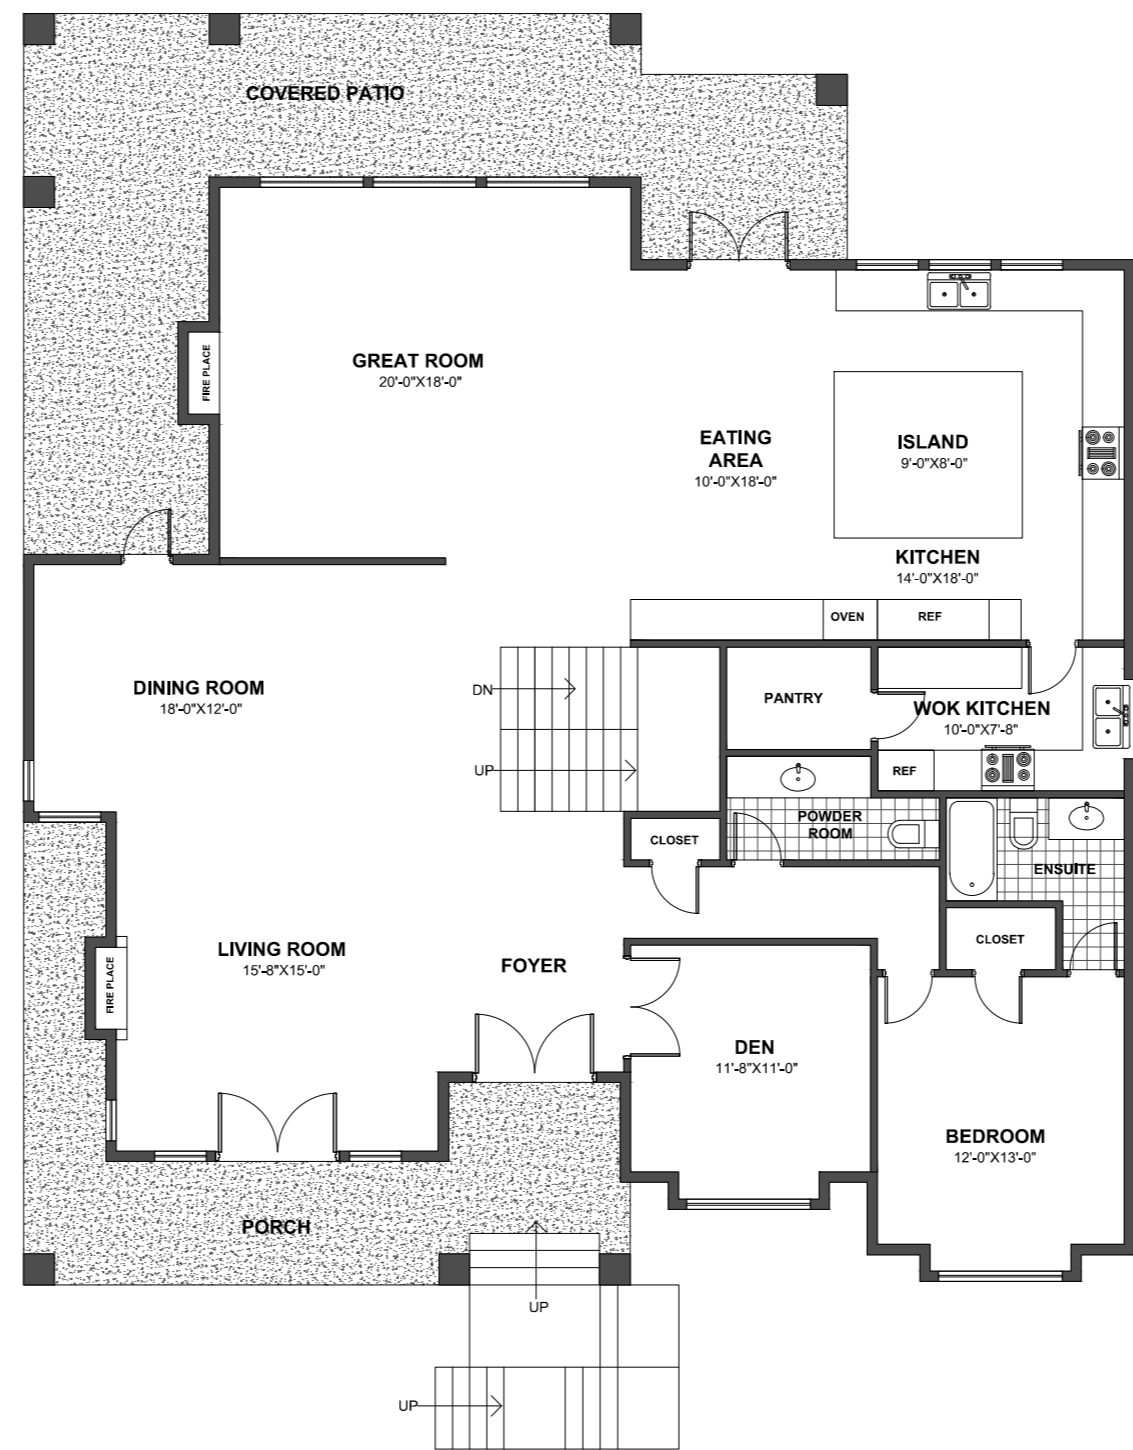 COVERED PATIO
FIRE PLACE
GREAT ROOM
20'-0"X18'-0"
EATING
AREA
10'-0"X18'-0"
ISLAND
9'-0"X8'-0"
KITCHEN
14'-0"X18'-0"
OVEN
REF
DINING ROOM
18'-0"X12'-0"
DN
UP
PANTRY
WOK KITCHEN
10'-0"X7'-8"
REF
POWDER
ROOM
CLOSET
ENSUITE
CLOSET
FIRE PLACE
LIVING ROOM
15'-8"X15'-0"
FOYER
DEN
11'-8"X11'-0"
BEDROOM
12'-0"X13'-0"
PORCH
UP
UP